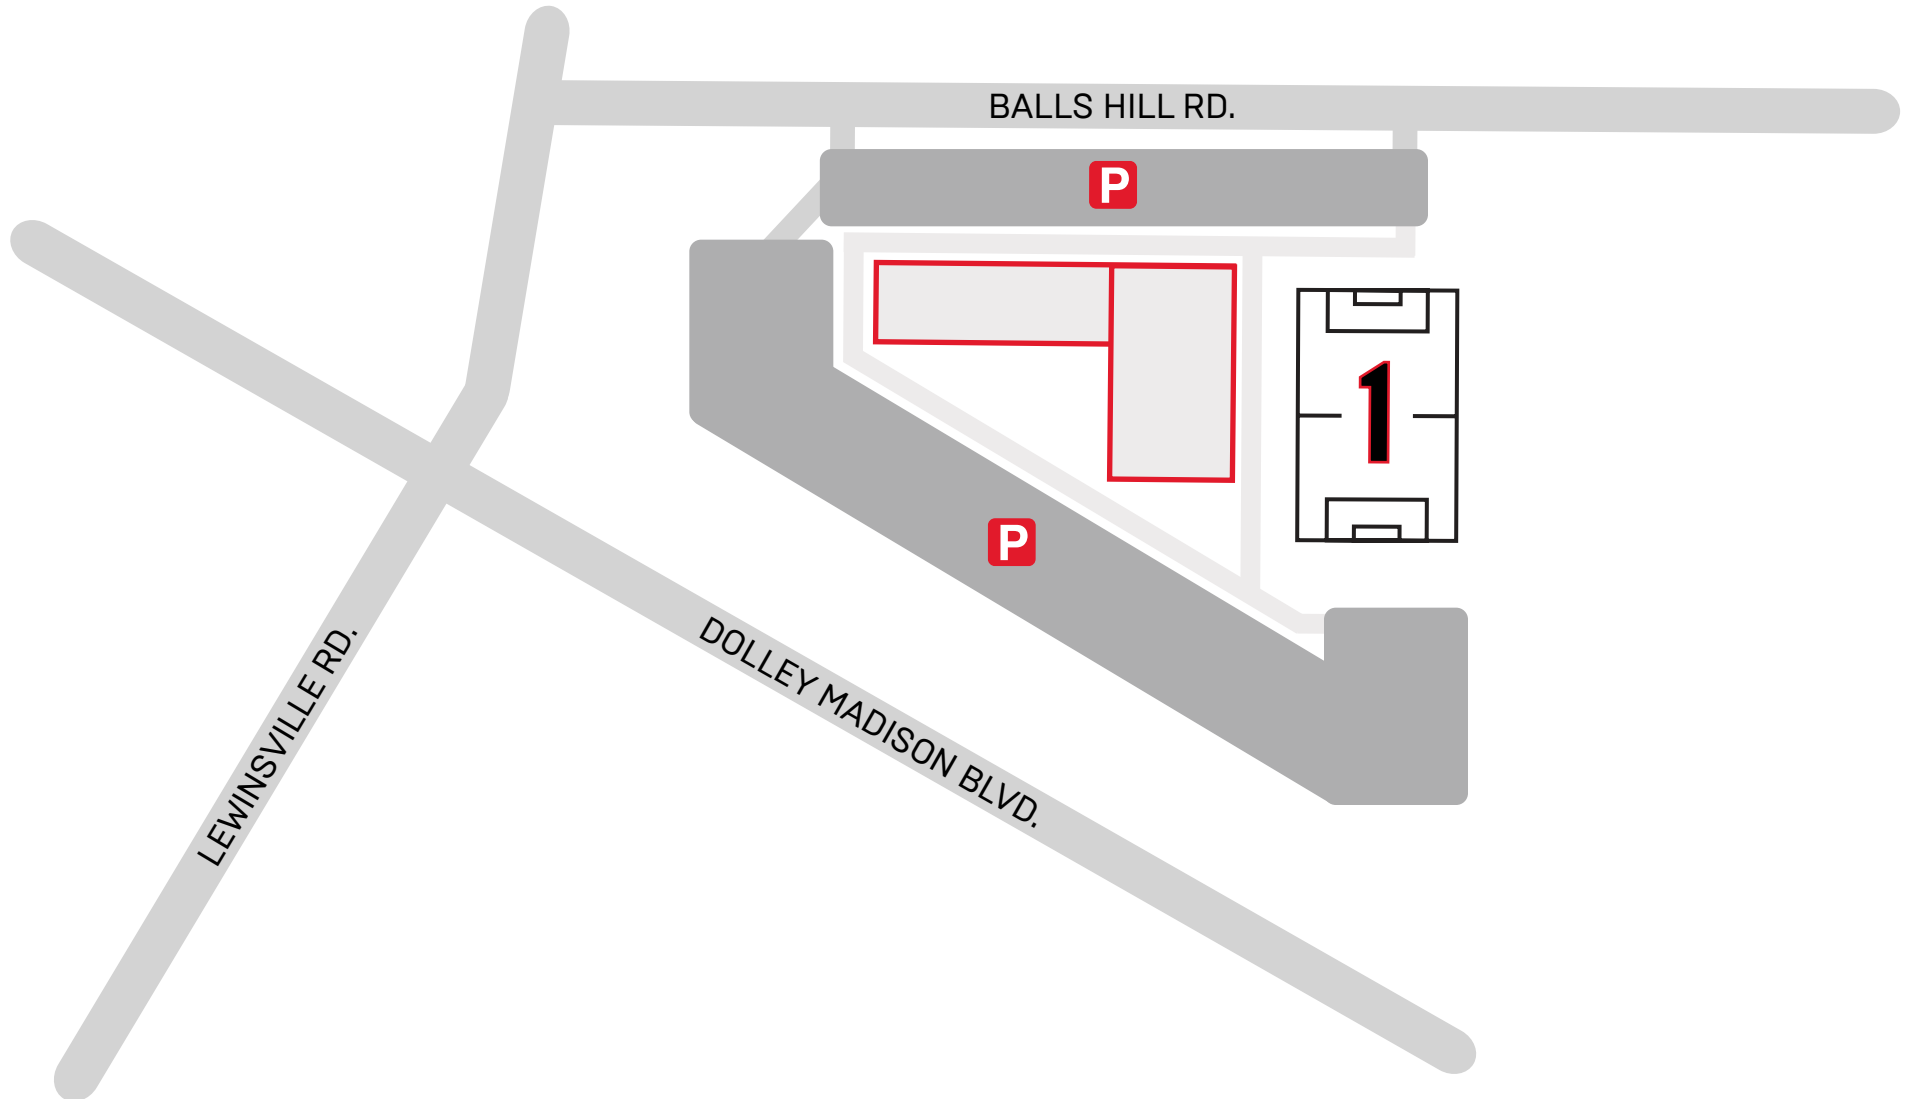 BALLS HILL RD.
P
1
P
DOLLEY MADISON BLVD.
LEWINSVILLE RD.